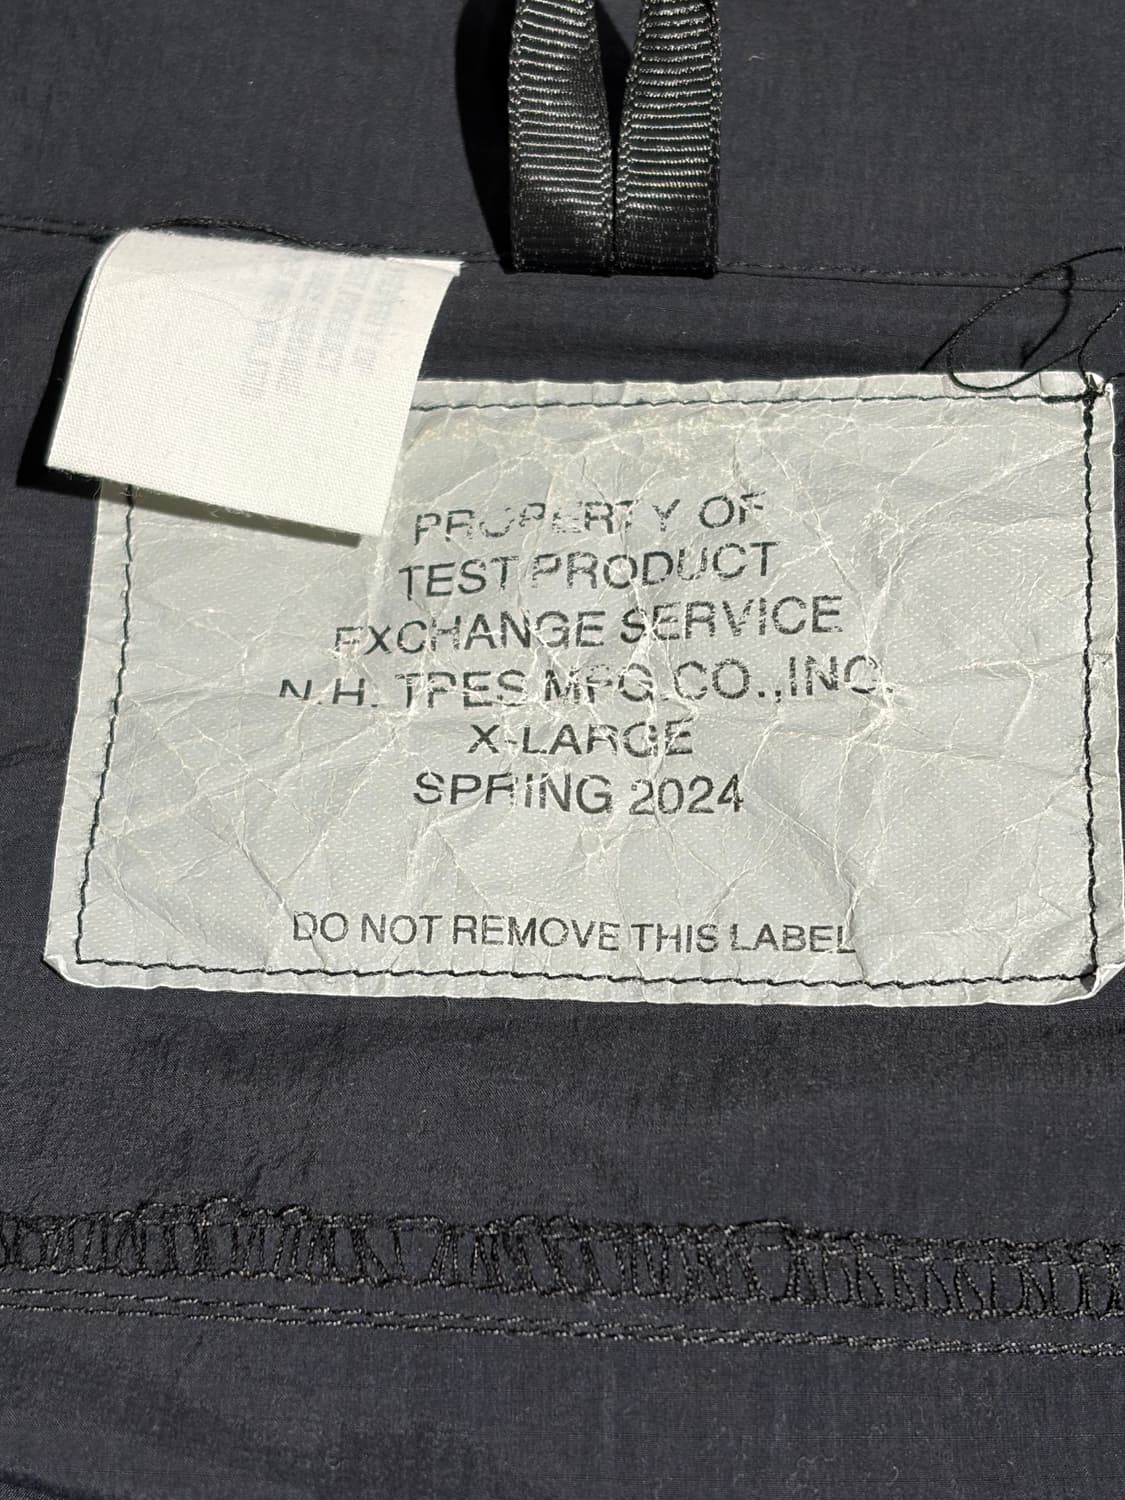 PROPERTY OF
TEST PRODUCT
EXCHANGE SERVICE
N.H. TPES MFG.CO.,INC.
X-LARGE
SPRING 2024
DO NOT REMOVE THIS LABEL